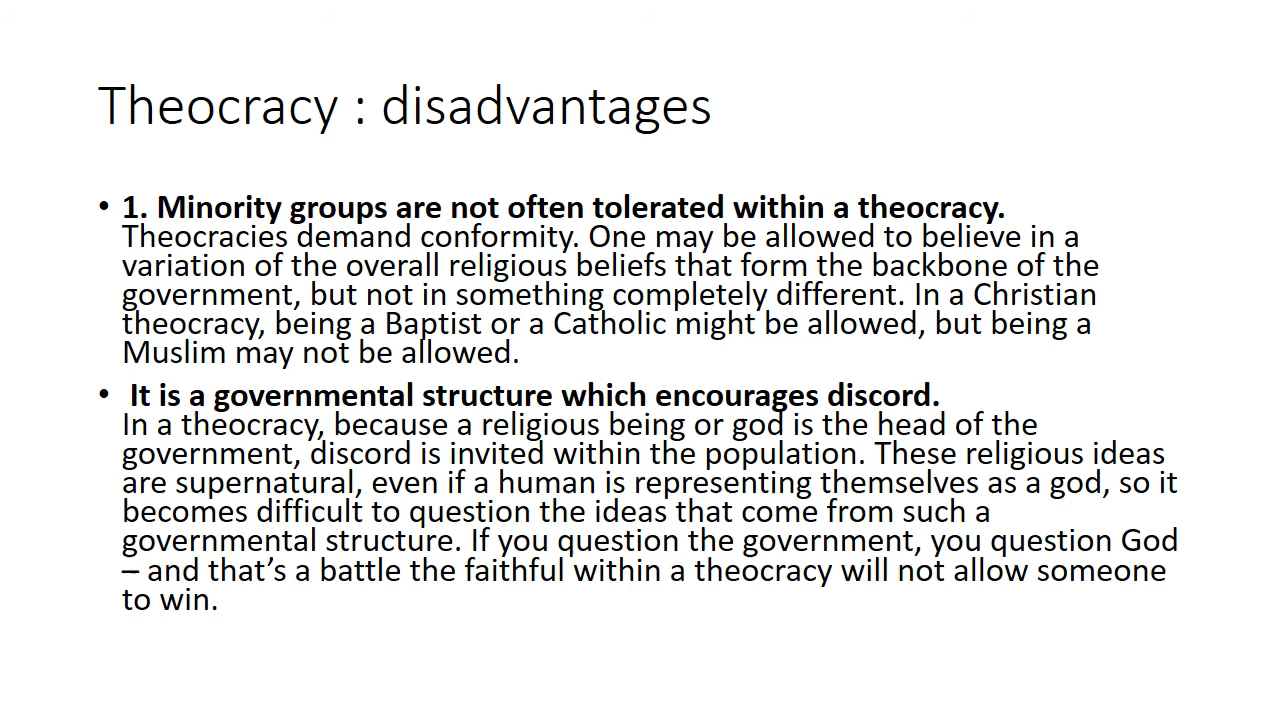 Theocracy : disadvantages
• 1. Minority groups are not often tolerated within a theocracy.
Theocracies demand conformity. One may be allowed to believe in a
variation of the overall religious beliefs that form the backbone of the
government, but not in something completely different. In a Christian
theocracy, being a Baptist or a Catholic might be allowed, but being a
Muslim may not be allowed.
• It is a governmental structure which encourages discord.
In a theocracy, because a religious being or god is the head of the
government, discord is invited within the population. These religious ideas
are supernatural, even if a human is representing themselves as a god, so it
becomes difficult to question the ideas that come from such a
governmental structure. If you question the government, you question God
– and that’s a battle the faithful within a theocracy will not allow someone
to win.